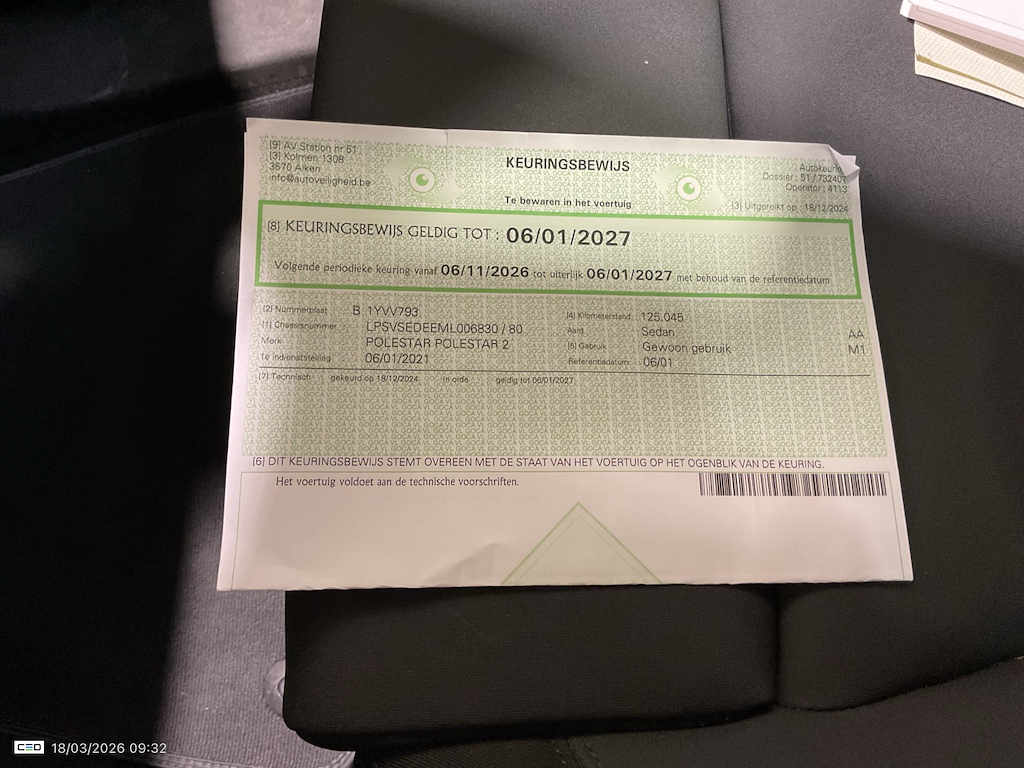 [9] AV Station nr 51
[3] Kolmen 1308
3570 Alken
info@autoveiligheid.be
KEURINGSBEWIJS
Te bewaren in het voertuig
Autokeuring
Dossier : 51 / 732407
Operator : 4113
[3] Uitgereikt op : 18/12/2024
[8] KEURINGSBEWIJS GELDIG TOT : 06/01/2027
Volgende periodieke keuring vanaf 06/11/2026 tot uiterlijk 06/01/2027 met behoud van de referentiedatum
[2] Nummerplaat B 1YVV793
[1] Chassisnummer LPSVSEDEEML006830 / 80
Merk POLESTAR POLESTAR 2
1e indienststelling 06/01/2021
[4] Kilometerstand : 125.045
Aard Sedan AA
[5] Gebruik Gewoon gebruik M1
Referentiedatum : 06/01
[7] Technisch gekeurd op 18/12/2024 In orde geldig tot 06/01/2027
[6] DIT KEURINGSBEWIJS STEMT OVEREEN MET DE STAAT VAN HET VOERTUIG OP HET OGENBLIK VAN DE KEURING.
Het voertuig voldoet aan de technische voorschriften.
CEO 18/03/2026 09:32